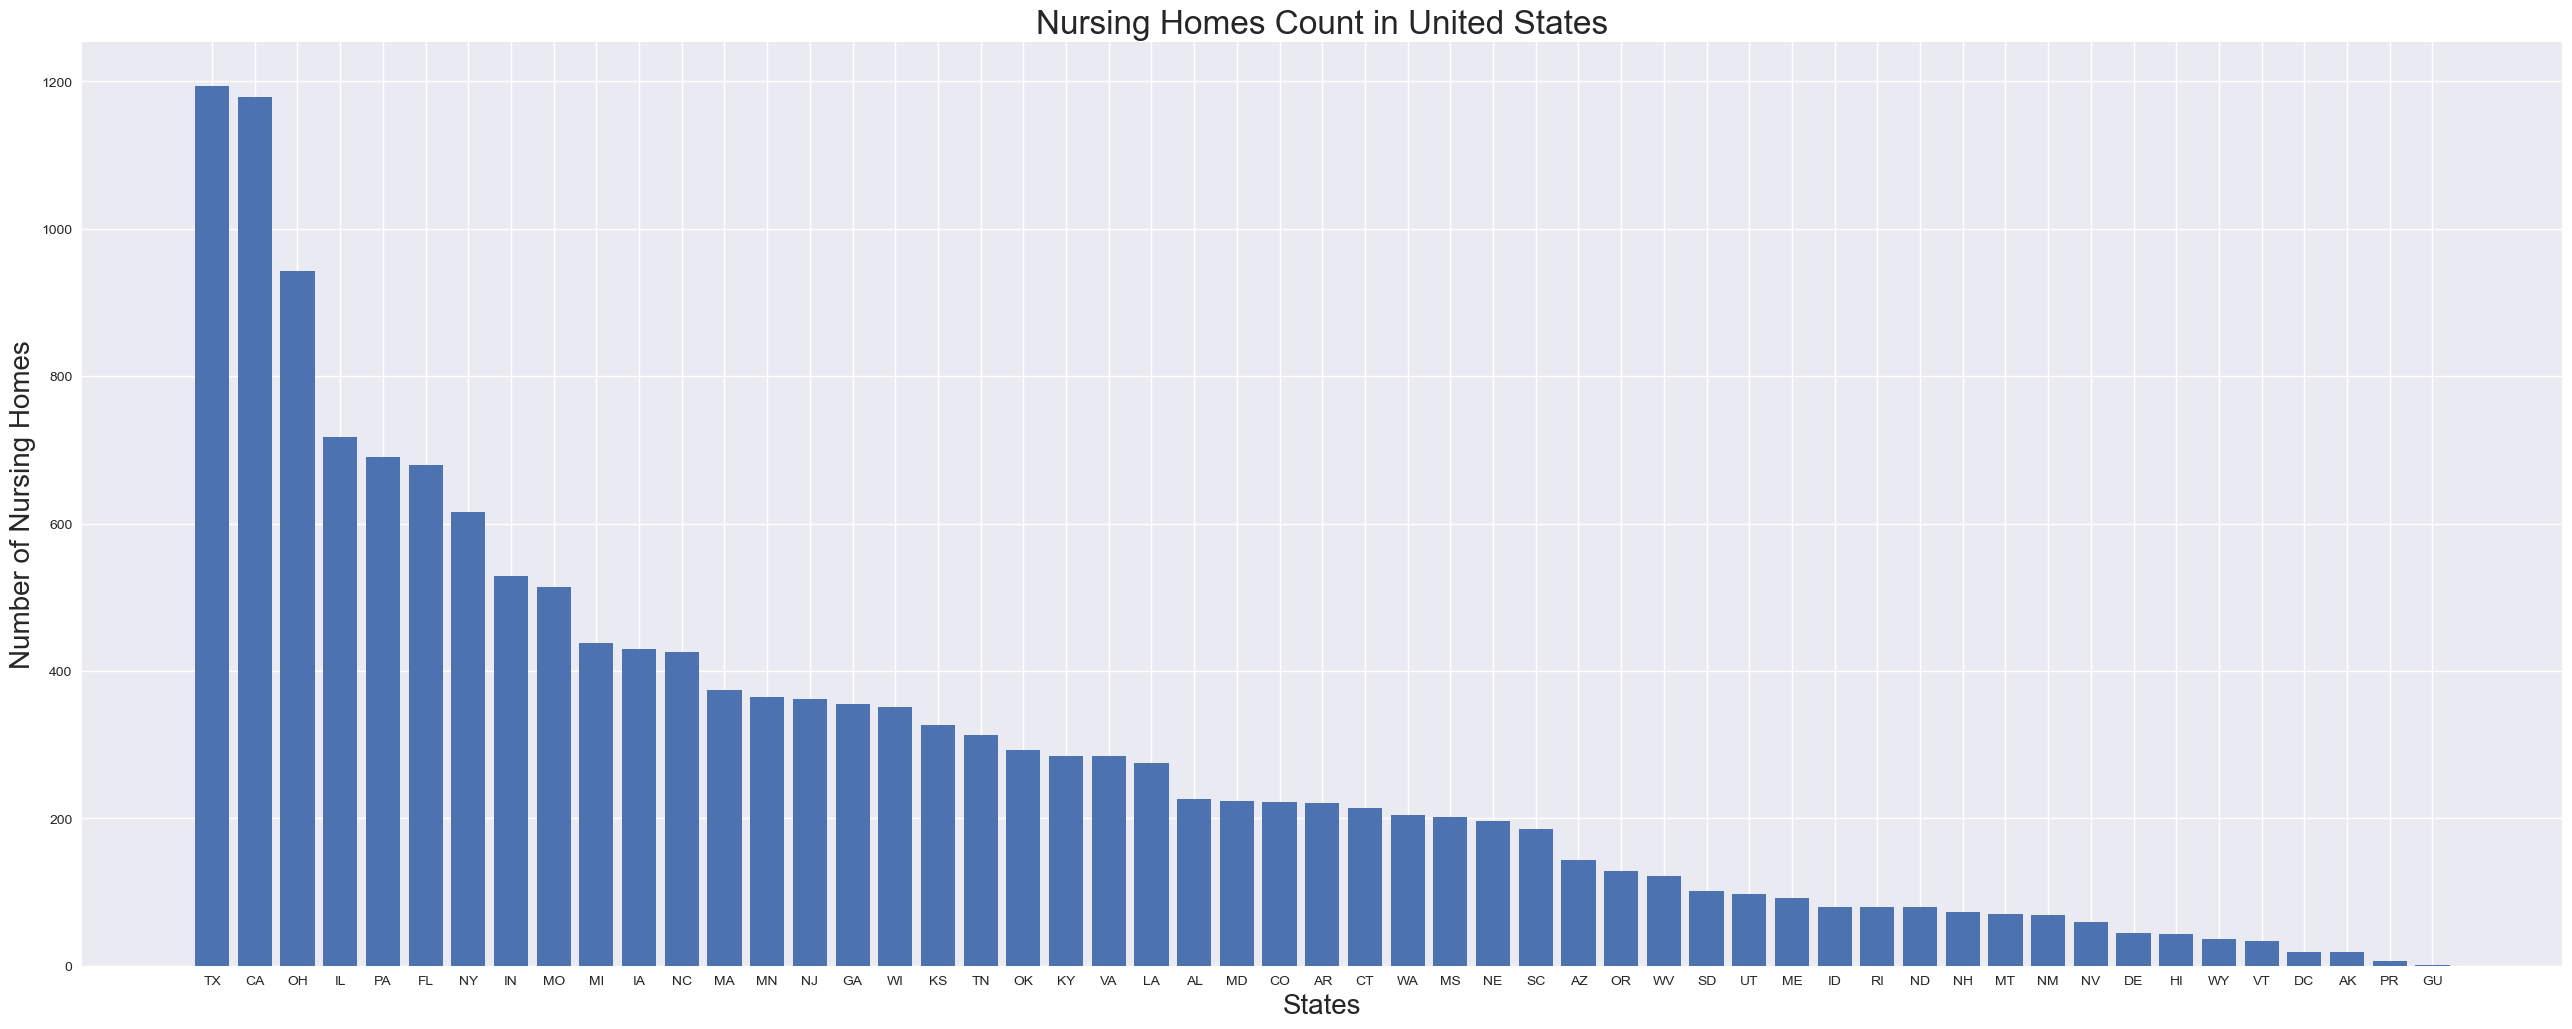 Nursing Homes Count in United States
Number of Nursing Homes
1200
1000
800
600
400
200
0
TX CA OH IL PA FL NY IN MO MI IA NC MA MN NJ GA WI KS TN OK KY VA LA AL MD CO AR CT WA MS NE SC AZ OR WV SD UT ME ID RI ND NH MT NM NV DE HI WY VT DC AK PR GU
States